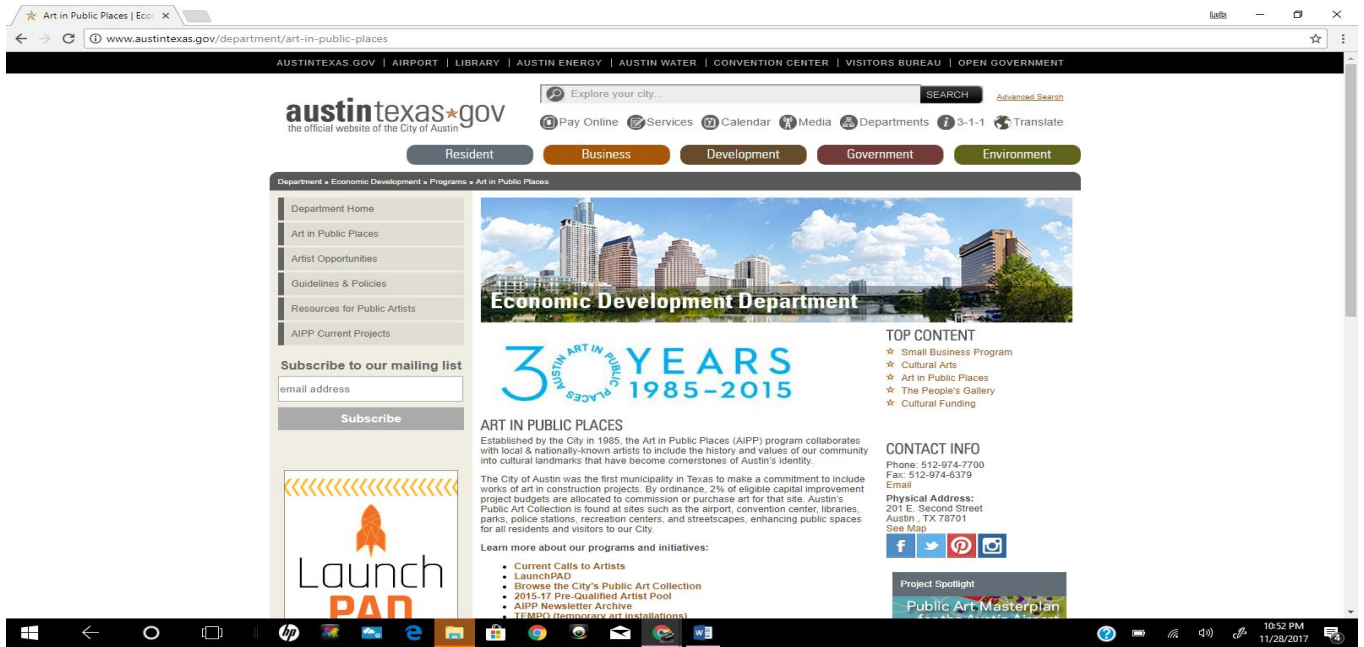 Art in Public Places | Eco
www.austintexas.gov/department/art-in-public-places
AUSTINTEXAS.GOV | AIRPORT | LIBRARY | AUSTIN ENERGY | AUSTIN WATER | CONVENTION CENTER | VISITORS BUREAU | OPEN GOVERNMENT
Explore your city...
SEARCH
Advanced Search
austintexas gov
the official website of the City of Austin
Pay Online Services Calendar Media Departments 3-1-1 Translate
Resident Business Development Government Environment
Department » Economic Development » Programs » Art in Public Places
Department Home
Art in Public Places
Artist Opportunities
Guidelines & Policies
Resources for Public Artists
AIPP Current Projects
Subscribe to our mailing list
email address
Subscribe
Launch
PAD
Economic Development Department
30 YEARS
AUSTIN ART IN PUBLIC PLACES
1985-2015
ART IN PUBLIC PLACES
Established by the City in 1985, the Art in Public Places (AIPP) program collaborates
with local & nationally-known artists to include the history and values of our community
into cultural landmarks that have become cornerstones of Austin's identity.
The City of Austin was the first municipality in Texas to make a commitment to include
works of art in construction projects. By ordinance, 2% of eligible capital improvement
project budgets are allocated to commission or purchase art for that site. Austin's
Public Art Collection is found at sites such as the airport, convention center, libraries,
parks, police stations, recreation centers, and streetscapes, enhancing public spaces
for all residents and visitors to our City.
Learn more about our programs and initiatives:
Current Calls to Artists
LaunchPAD
Browse the City's Public Art Collection
2015-17 Pre-Qualified Artist Pool
AIPP Newsletter Archive
TEMPO (temporary art installations)
TOP CONTENT
Small Business Program
Cultural Arts
Art in Public Places
The People's Gallery
Cultural Funding
CONTACT INFO
Phone: 512-974-7700
Fax: 512-974-6379
Email
Physical Address:
201 E. Second Street
Austin , TX 78701
See Map
Project Spotlight
Public Art Masterplan
for the Austin Airport
10:52 PM
11/28/2017